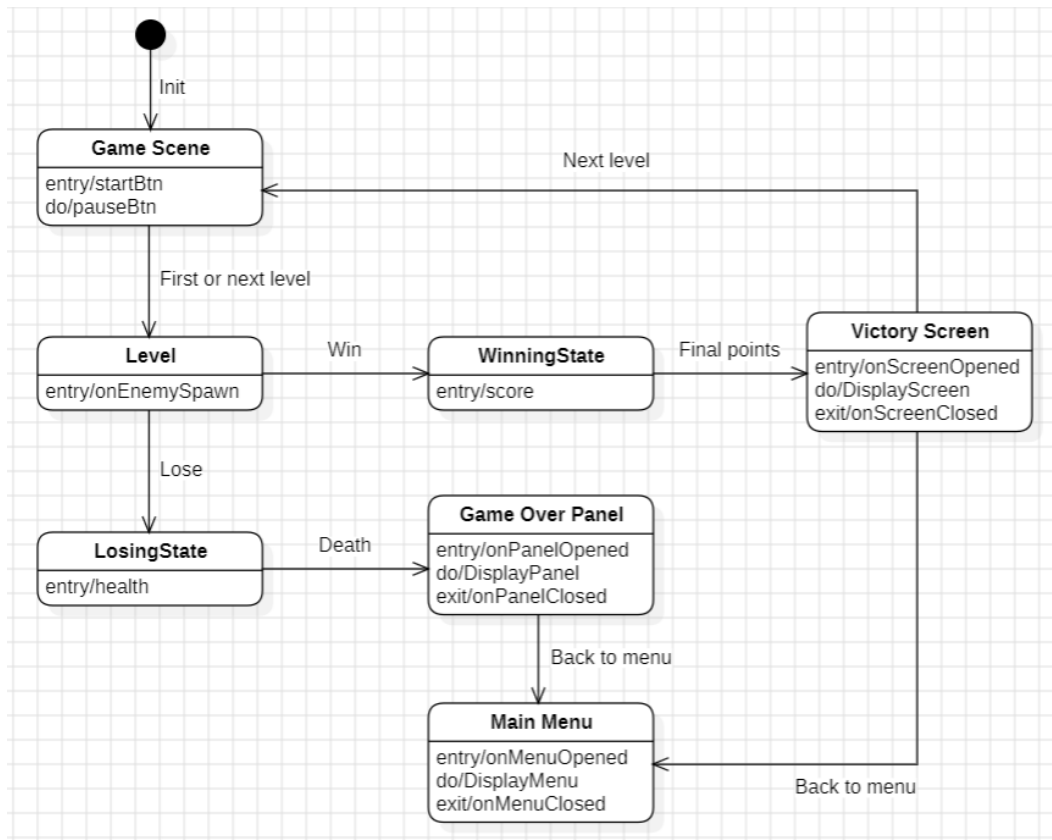 Init
Game Scene
entry/startBtn
do/pauseBtn
Next level
First or next level
Level
entry/onEnemySpawn
Win
WinningState
entry/score
Final points
Victory Screen
entry/onScreenOpened
do/DisplayScreen
exit/onScreenClosed
Lose
LosingState
entry/health
Death
Game Over Panel
entry/onPanelOpened
do/DisplayPanel
exit/onPanelClosed
Back to menu
Main Menu
entry/onMenuOpened
do/DisplayMenu
exit/onMenuClosed
Back to menu